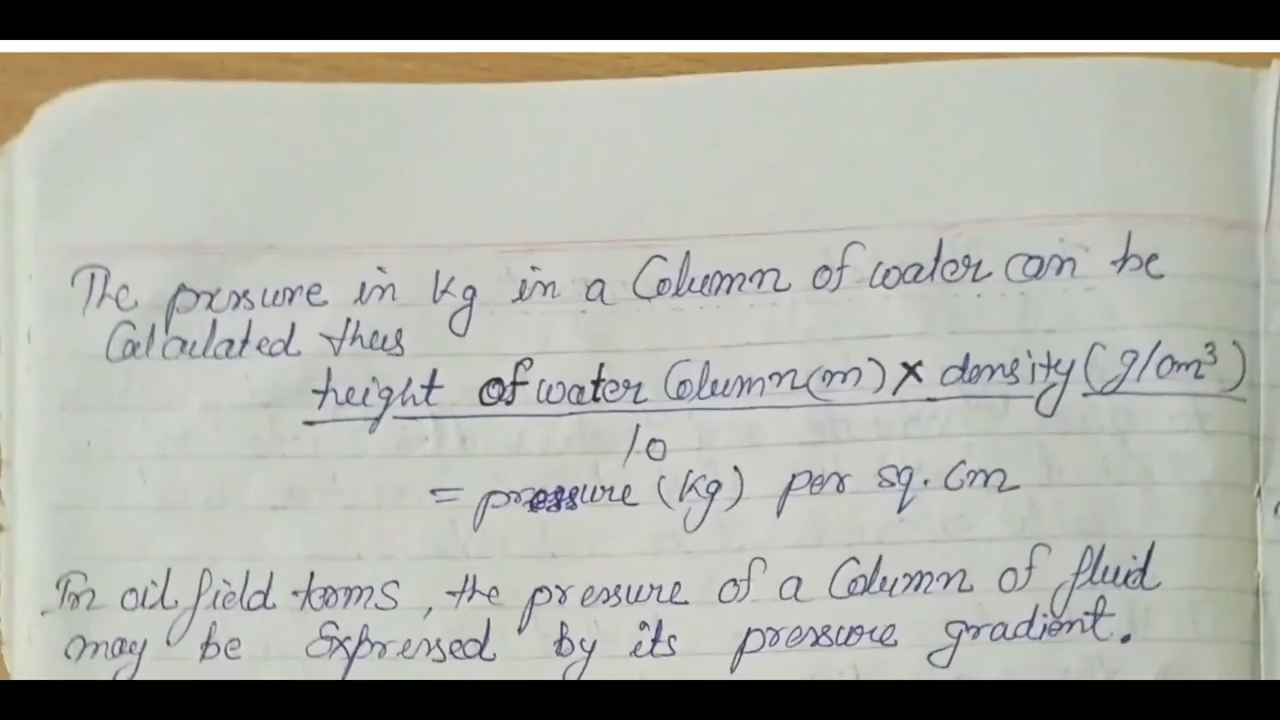 The pressure in Kg in a Column of water can be
Calculated thus
height of water Column(m) × density (g/cm³)
10
= pressure (Kg) per sq. Cm
In oil field terms, the pressure of a Column of fluid
may be Expressed by its pressure gradient.